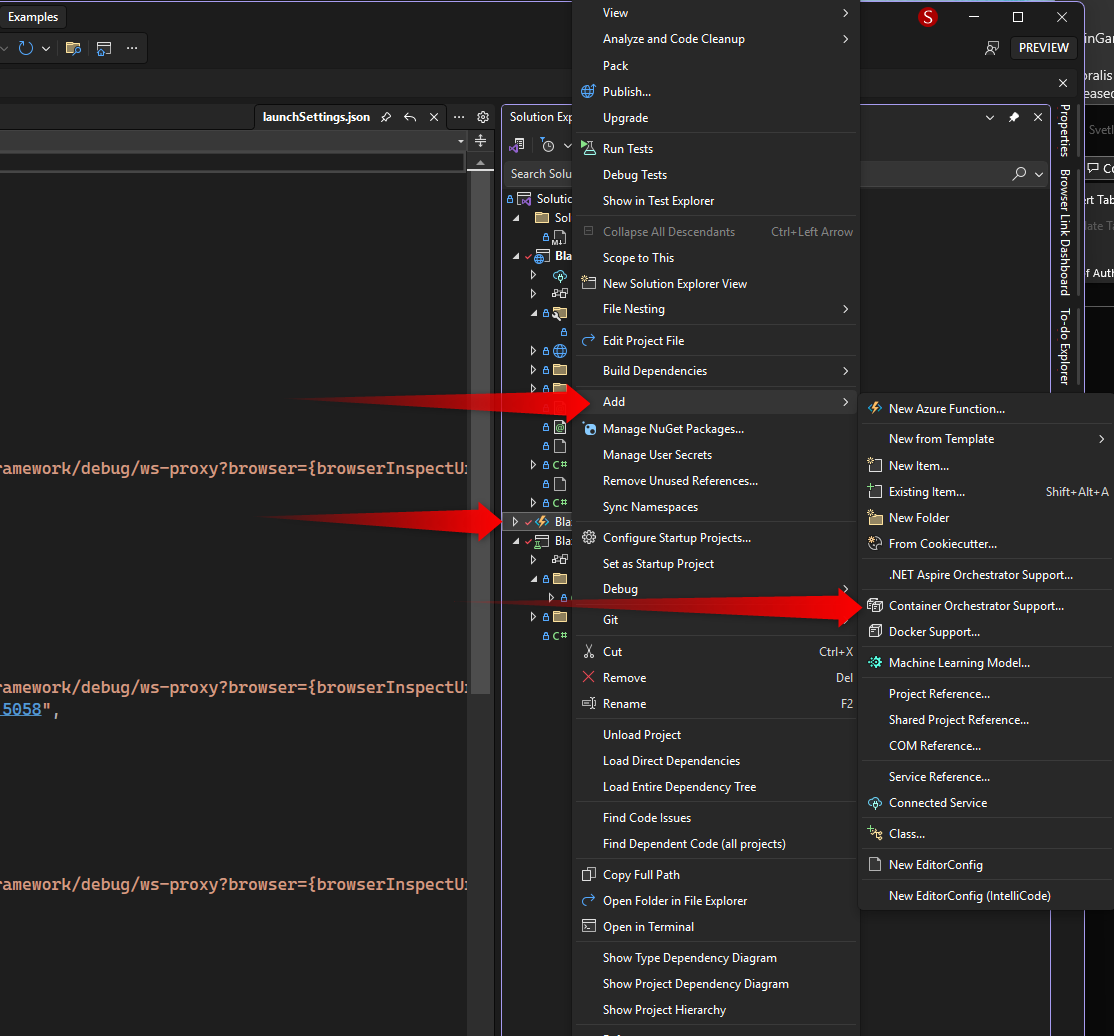 Examples
S
PREVIEW
launchSettings.json
Solution Exp
Search Solu
Solutio
Sol
Bla
Bla
Bla
ramework/debug/ws-proxy?browser={browserInspectU
ramework/debug/ws-proxy?browser={browserInspectU
5058",
ramework/debug/ws-proxy?browser={browserInspectU
View
Analyze and Code Cleanup
Pack
Publish...
Upgrade
Run Tests
Debug Tests
Show in Test Explorer
Collapse All Descendants Ctrl+Left Arrow
Scope to This
New Solution Explorer View
File Nesting
Edit Project File
Build Dependencies
Add
Manage NuGet Packages...
Manage User Secrets
Remove Unused References...
Sync Namespaces
Configure Startup Projects...
Set as Startup Project
Debug
Git
Cut Ctrl+X
Remove Del
Rename F2
Unload Project
Load Direct Dependencies
Load Entire Dependency Tree
Find Code Issues
Find Dependent Code (all projects)
Copy Full Path
Open Folder in File Explorer
Open in Terminal
Show Type Dependency Diagram
Show Project Dependency Diagram
Show Project Hierarchy
New Azure Function...
New from Template
New Item...
Existing Item... Shift+Alt+A
New Folder
From Cookiecutter...
.NET Aspire Orchestrator Support...
Container Orchestrator Support...
Docker Support...
Machine Learning Model...
Project Reference...
Shared Project Reference...
COM Reference...
Service Reference...
Connected Service
Class...
New EditorConfig
New EditorConfig (IntelliCode)
Properties
Browser Link Dashboard
To-do Explorer
inGar
oralis
eased
Svetl
Co
rt Tab
late Ta
f Auth